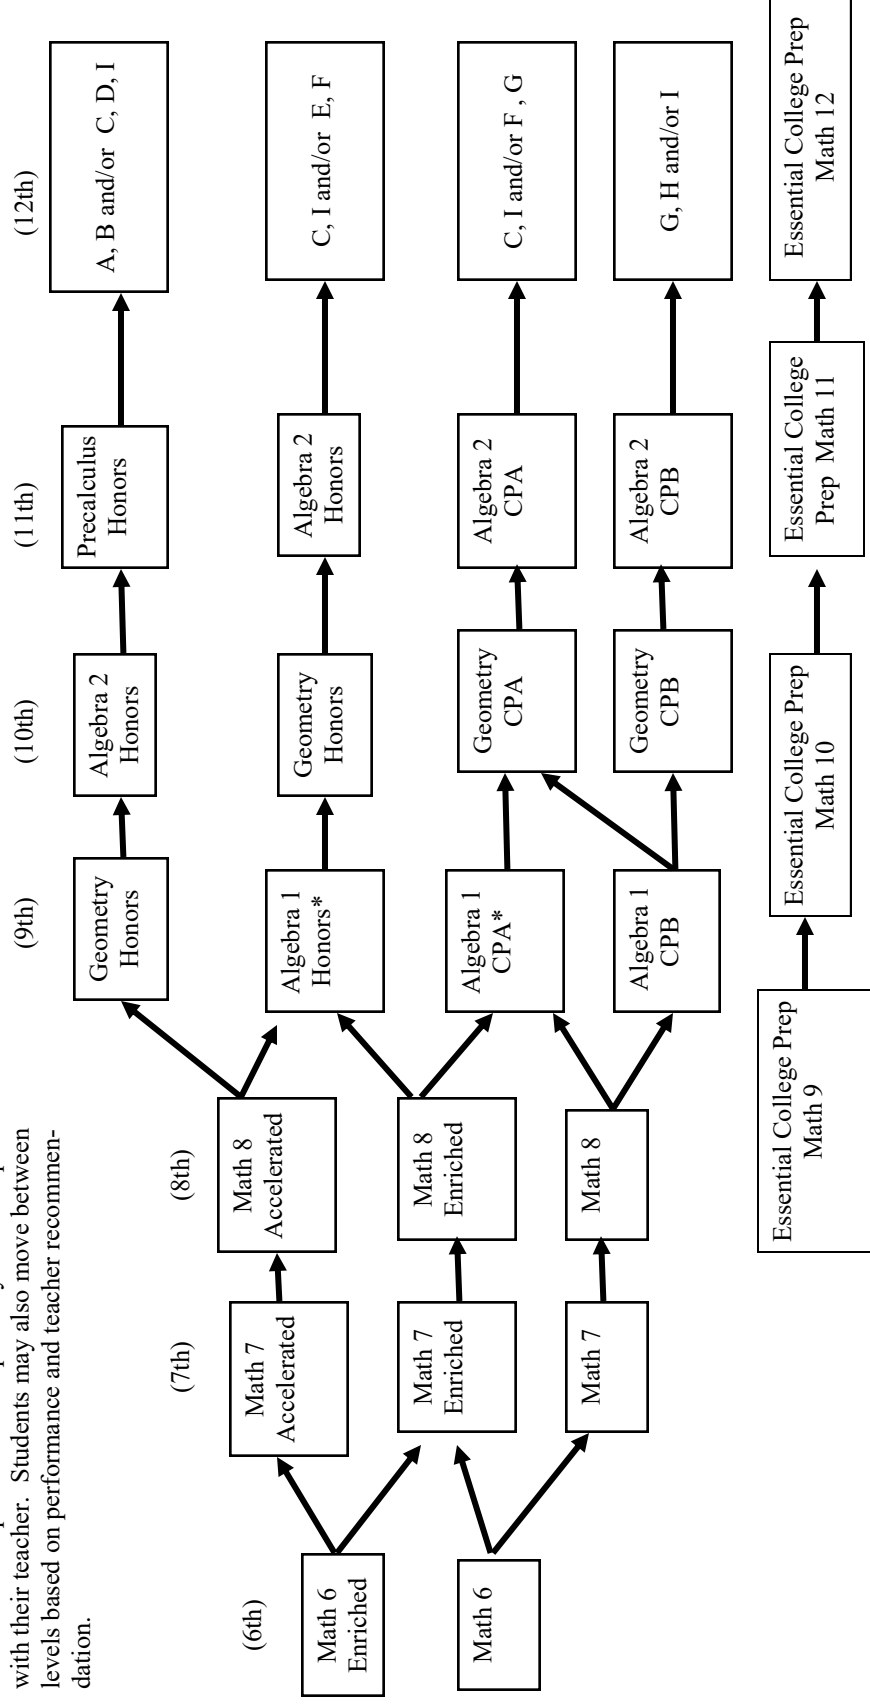 with their teacher.  Students may also move between
levels based on performance and teacher recommen-
dation.
(6th)
(7th)
(8th)
(9th)
(10th)
(11th)
(12th)
Math 6
Enriched
Math 7
Accelerated
Math 8
Accelerated
Geometry
Honors
Algebra 2
Honors
Precalculus
Honors
A, B and/or  C, D, I
Algebra 1
Honors*
Geometry
Honors
Algebra 2
Honors
C, I and/or  E, F
Math 6
Math 7
Enriched
Math 8
Enriched
Algebra 1
CPA*
Geometry
CPA
Algebra 2
CPA
C, I and/or F , G
Math 7
Math 8
Algebra 1
CPB
Geometry
CPB
Algebra 2
CPB
G, H and/or I
Essential College Prep
Math 9
Essential College Prep
Math 10
Essential College
Prep  Math 11
Essential College Prep
Math 12